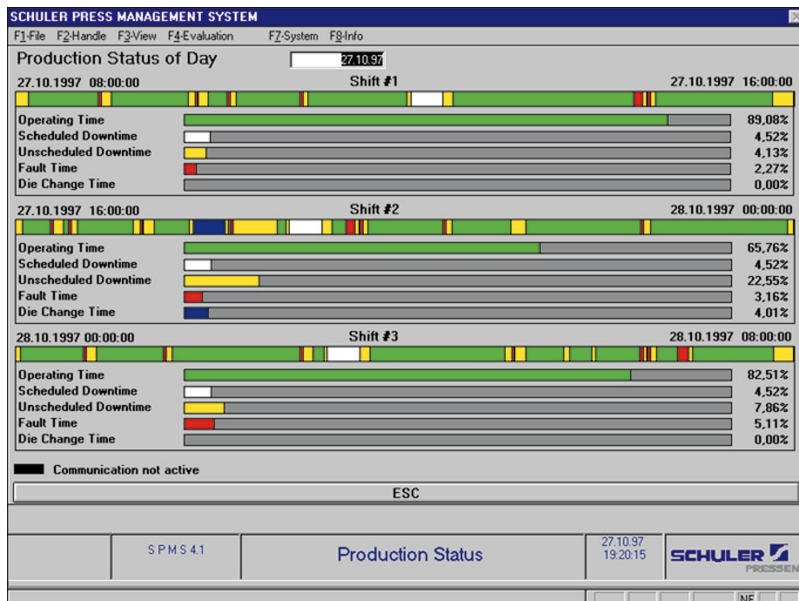 SCHULER PRESS MANAGEMENT SYSTEM
F1-File F2-Handle F3-View F4-Evaluation F7-System F8-Info
Production Status of Day 27.10.97
27.10.1997 08:00:00 Shift #1 27.10.1997 16:00:00
Operating Time 89,08%
Scheduled Downtime 4,52%
Unscheduled Downtime 4,13%
Fault Time 2,27%
Die Change Time 0,00%
27.10.1997 16:00:00 Shift #2 28.10.1997 00:00:00
Operating Time 65,76%
Scheduled Downtime 4,52%
Unscheduled Downtime 22,55%
Fault Time 3,16%
Die Change Time 4,01%
28.10.1997 00:00:00 Shift #3 28.10.1997 08:00:00
Operating Time 82,51%
Scheduled Downtime 4,52%
Unscheduled Downtime 7,86%
Fault Time 5,11%
Die Change Time 0,00%
Communication not active
ESC
S P M S 4.1 Production Status 27.10.97 19:20:15 SCHULER PRESSEN